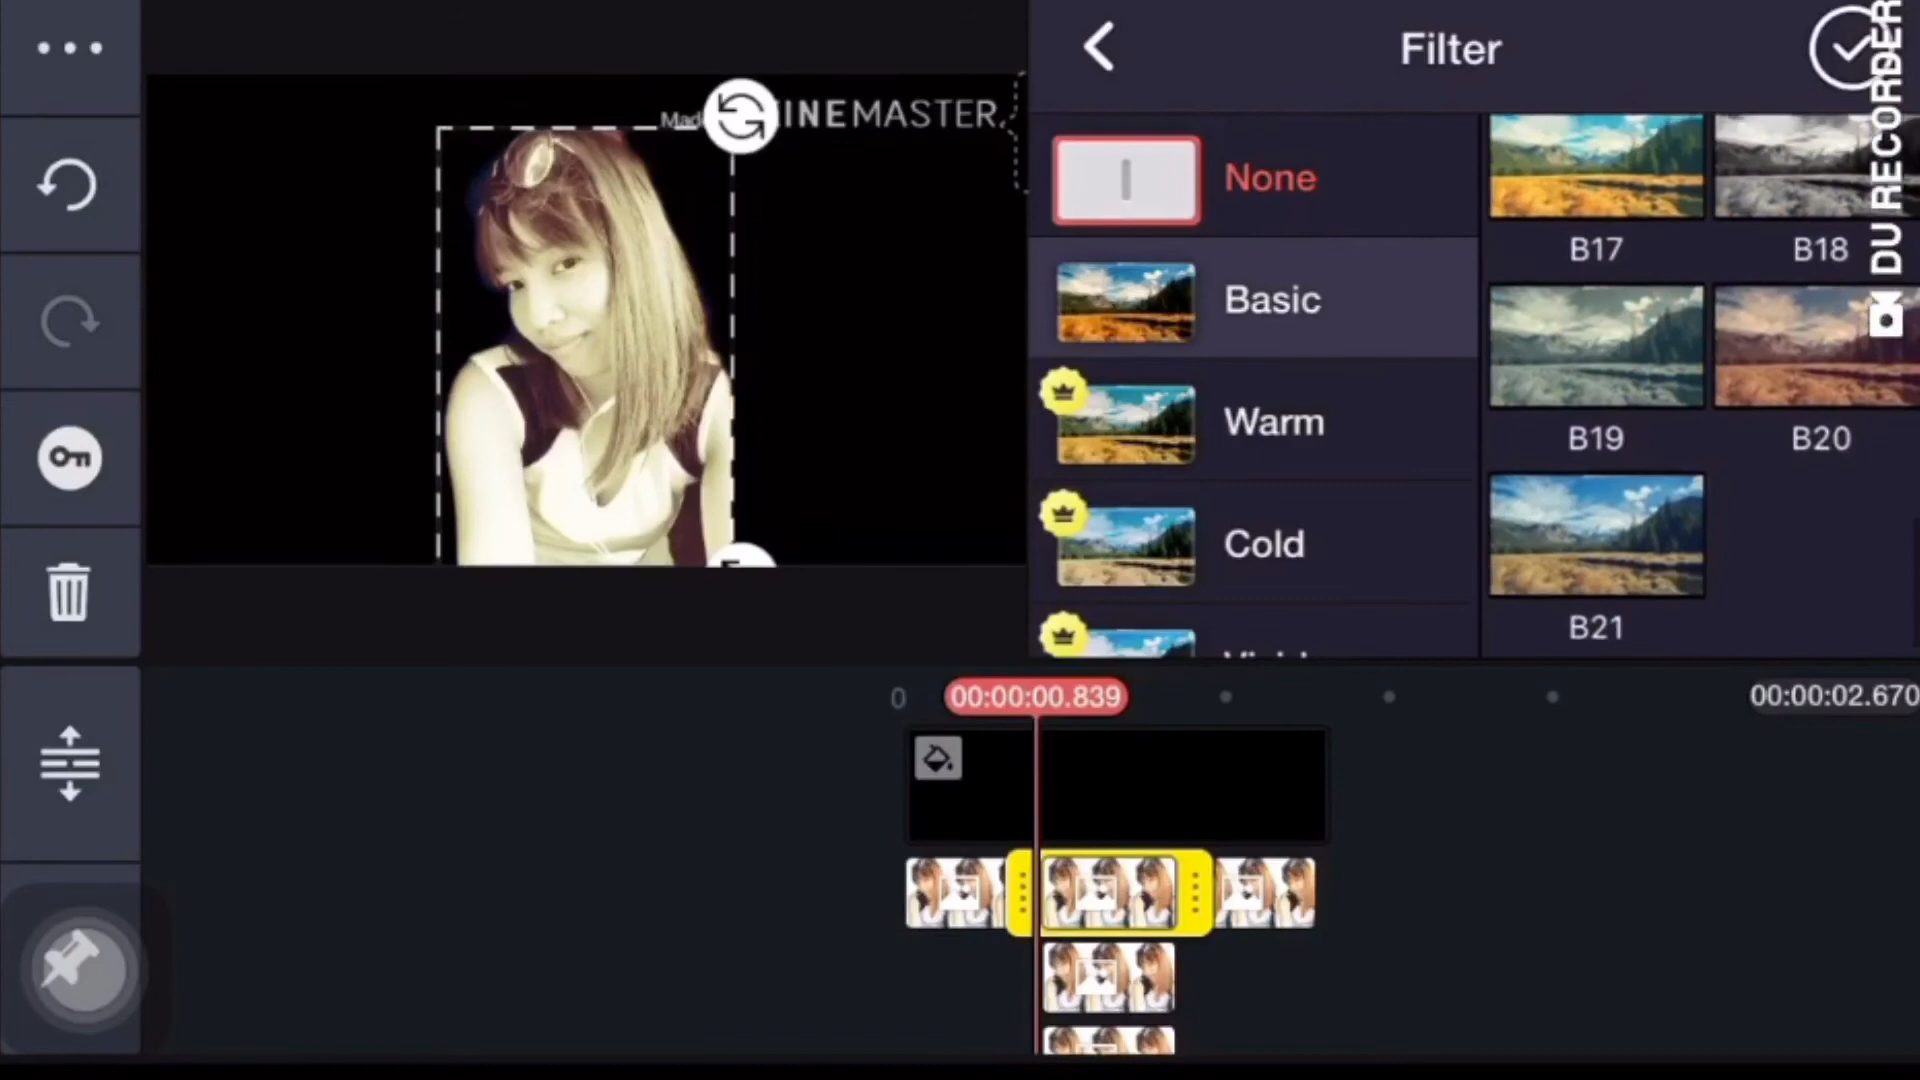 Filter
Made
INEMASTER
None
Basic
Warm
Cold
B17
B18
B19
B20
B21
DU RECORDER
0
00:00:00.839
00:00:02.670